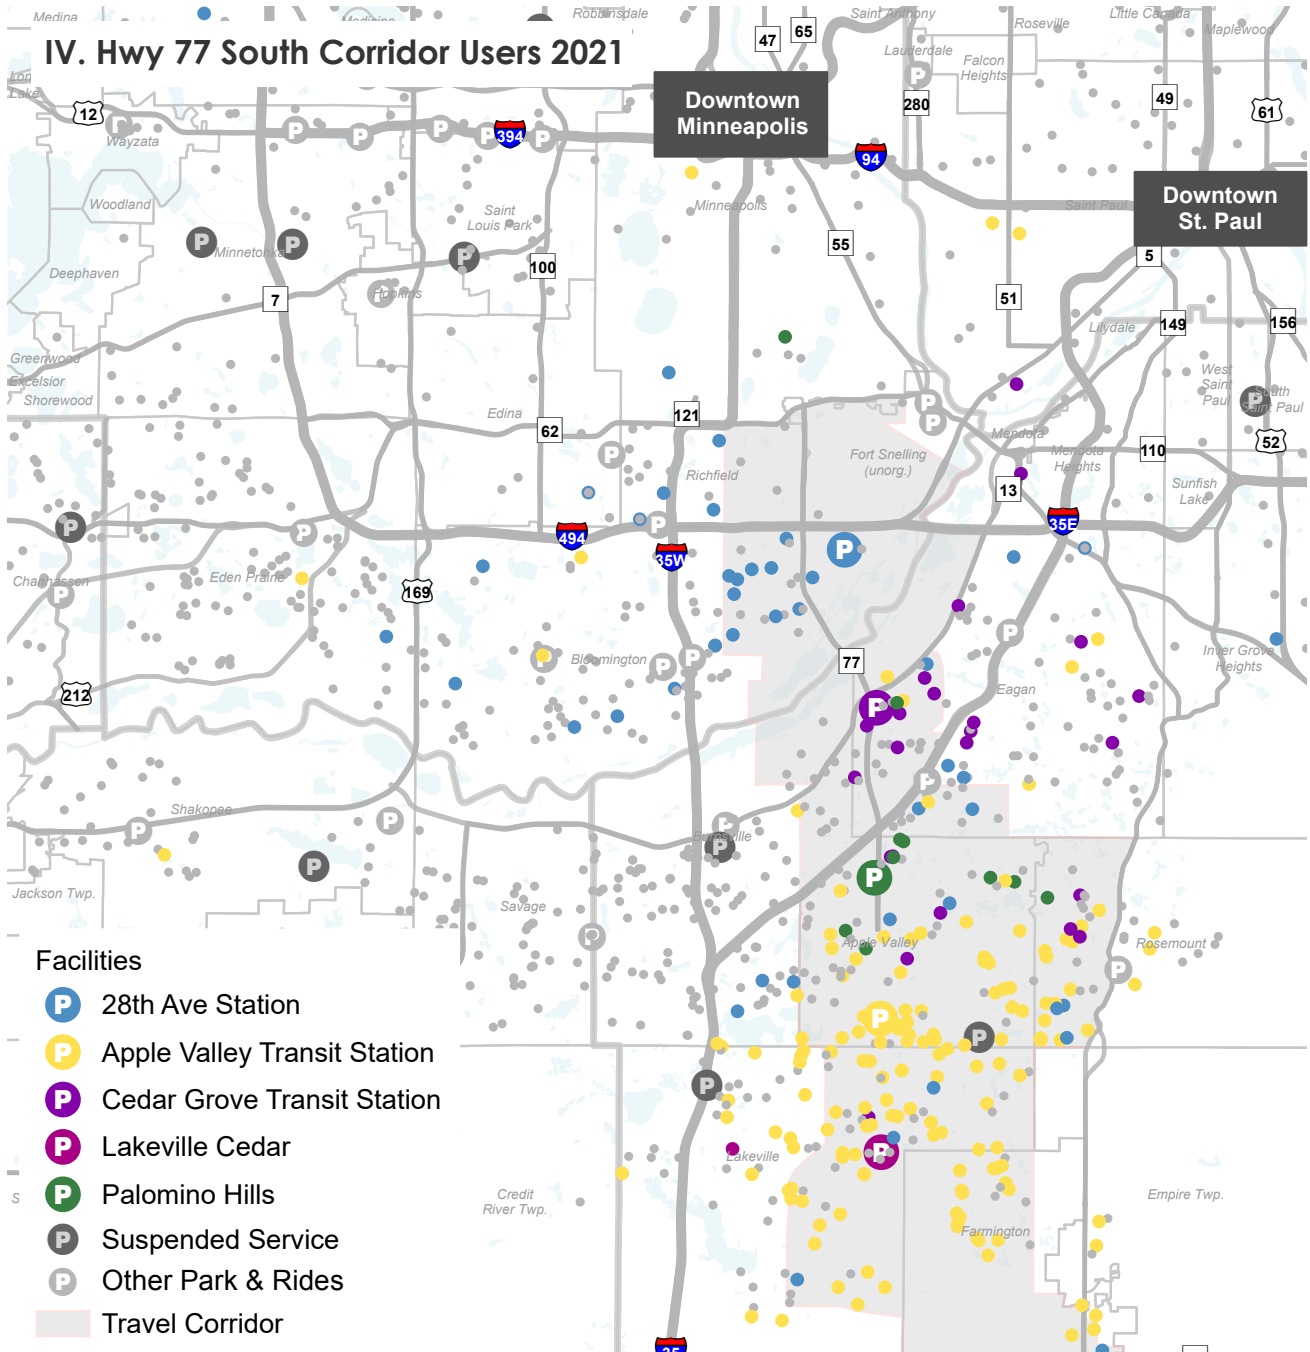 Medina
Medicine
Robbinsdale
Saint Anthony
Roseville
Little Canada
Maplewood
IV. Hwy 77 South Corridor Users 2021
47
65
Lauderdale
Falcon
Heights
Lake
12
Wayzata
P
394
Downtown
Minneapolis
280
49
61
94
Woodland
Saint
Louis Park
Minneapolis
Saint Paul
Downtown
St. Paul
Minnetonka
Deephaven
100
55
5
7
Hopkins
51
149
156
Lilydale
Greenwood
Excelsior
Shorewood
West
Saint
Paul
South
Saint Paul
Edina
62
121
Richfield
Fort Snelling
(unorg.)
Mendota
Mendota
Heights
110
52
13
Sunfish
Lake
494
35W
35E
Chanhassen
Eden Prairie
169
212
Bloomington
77
Eagan
Inver Grove
Heights
Shakopee
Burnsville
Jackson Twp.
Savage
Apple Valley
Rosemount
Lakeville
Credit
River Twp.
Farmington
Empire Twp.
35
Facilities
P 28th Ave Station
P Apple Valley Transit Station
P Cedar Grove Transit Station
P Lakeville Cedar
P Palomino Hills
P Suspended Service
P Other Park & Rides
Travel Corridor